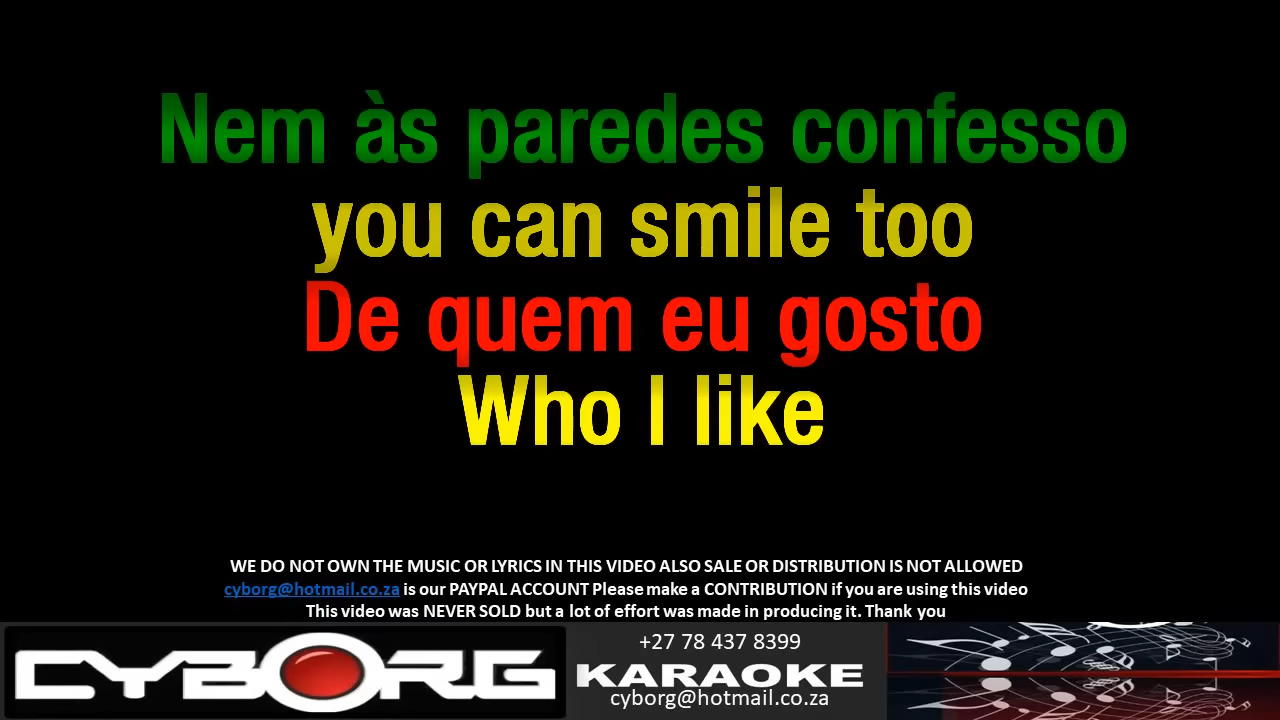 Nem às paredes confesso
you can smile too
De quem eu gosto
Who I like
WE DO NOT OWN THE MUSIC OR LYRICS IN THIS VIDEO ALSO SALE OR DISTRIBUTION IS NOT ALLOWED
cyborg@hotmail.co.za is our PAYPAL ACCOUNT Please make a CONTRIBUTION if you are using this video
This video was NEVER SOLD but a lot of effort was made in producing it. Thank you
CYBORG
+27 78 437 8399
KARAOKE
cyborg@hotmail.co.za